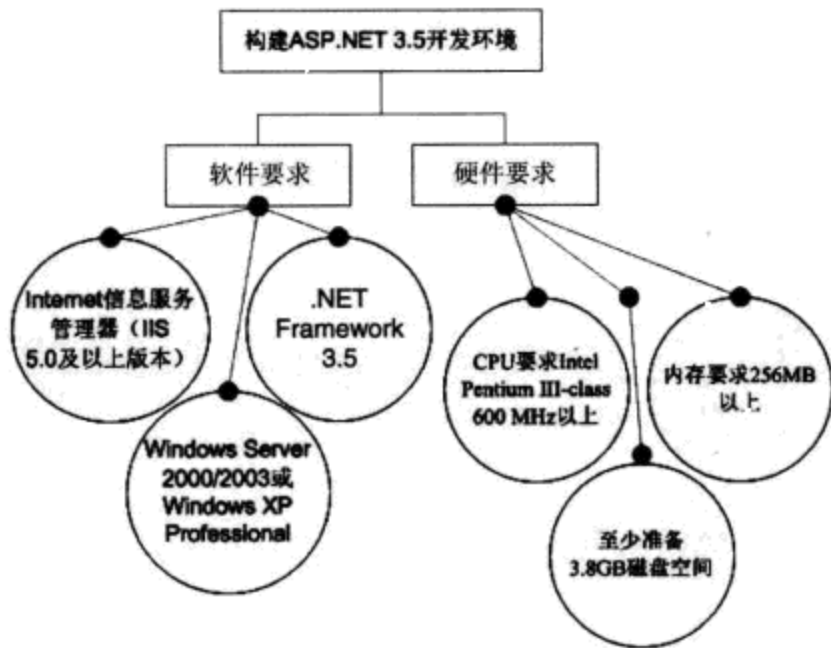 构建ASP.NET 3.5开发环境
软件要求
硬件要求
Internet信息服务
管理器（IIS
5.0及以上版本）
.NET
Framework
3.5
Windows Server
2000/2003或
Windows XP
Professional
CPU要求Intel
Pentium III-class
600 MHz以上
内存要求256MB
以上
至少准备
3.8GB磁盘空间